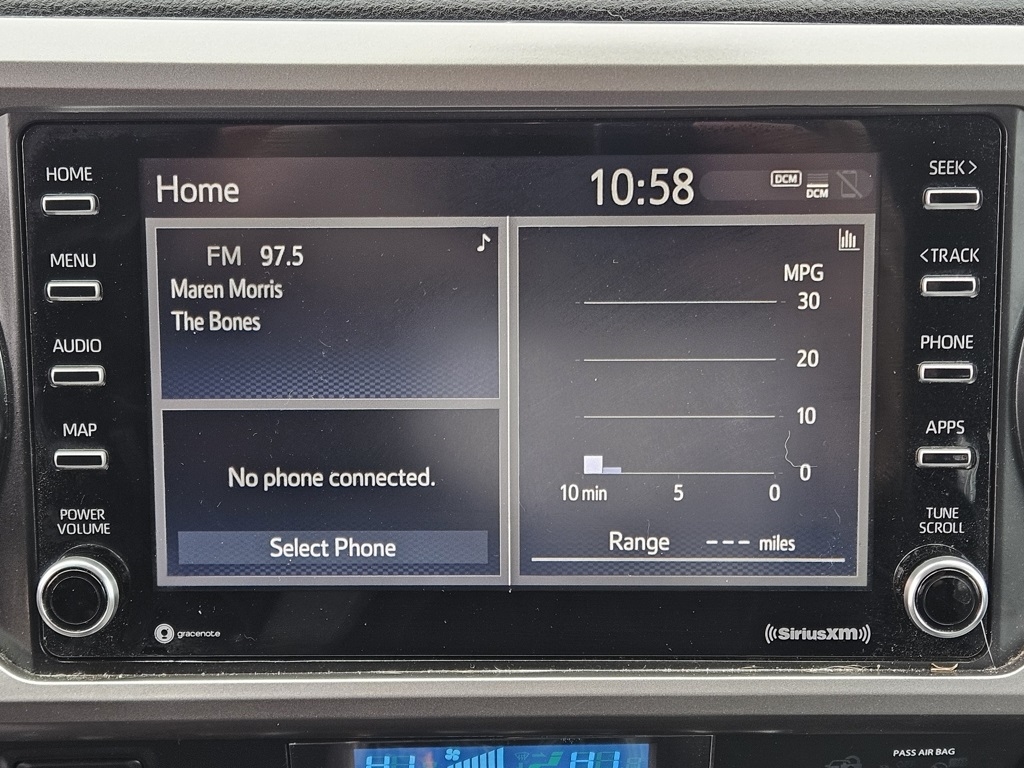 HOME
MENU
AUDIO
MAP
POWER
VOLUME
Home
10:58
DCM
DCM
FM 97.5
Maren Morris
The Bones
No phone connected.
Select Phone
MPG
30
20
10
0
10 min 5 0
Range --- miles
SEEK >
< TRACK
PHONE
APPS
TUNE
SCROLL
gracenote
((SiriusXM))
PASS AIR BAG
HI HI